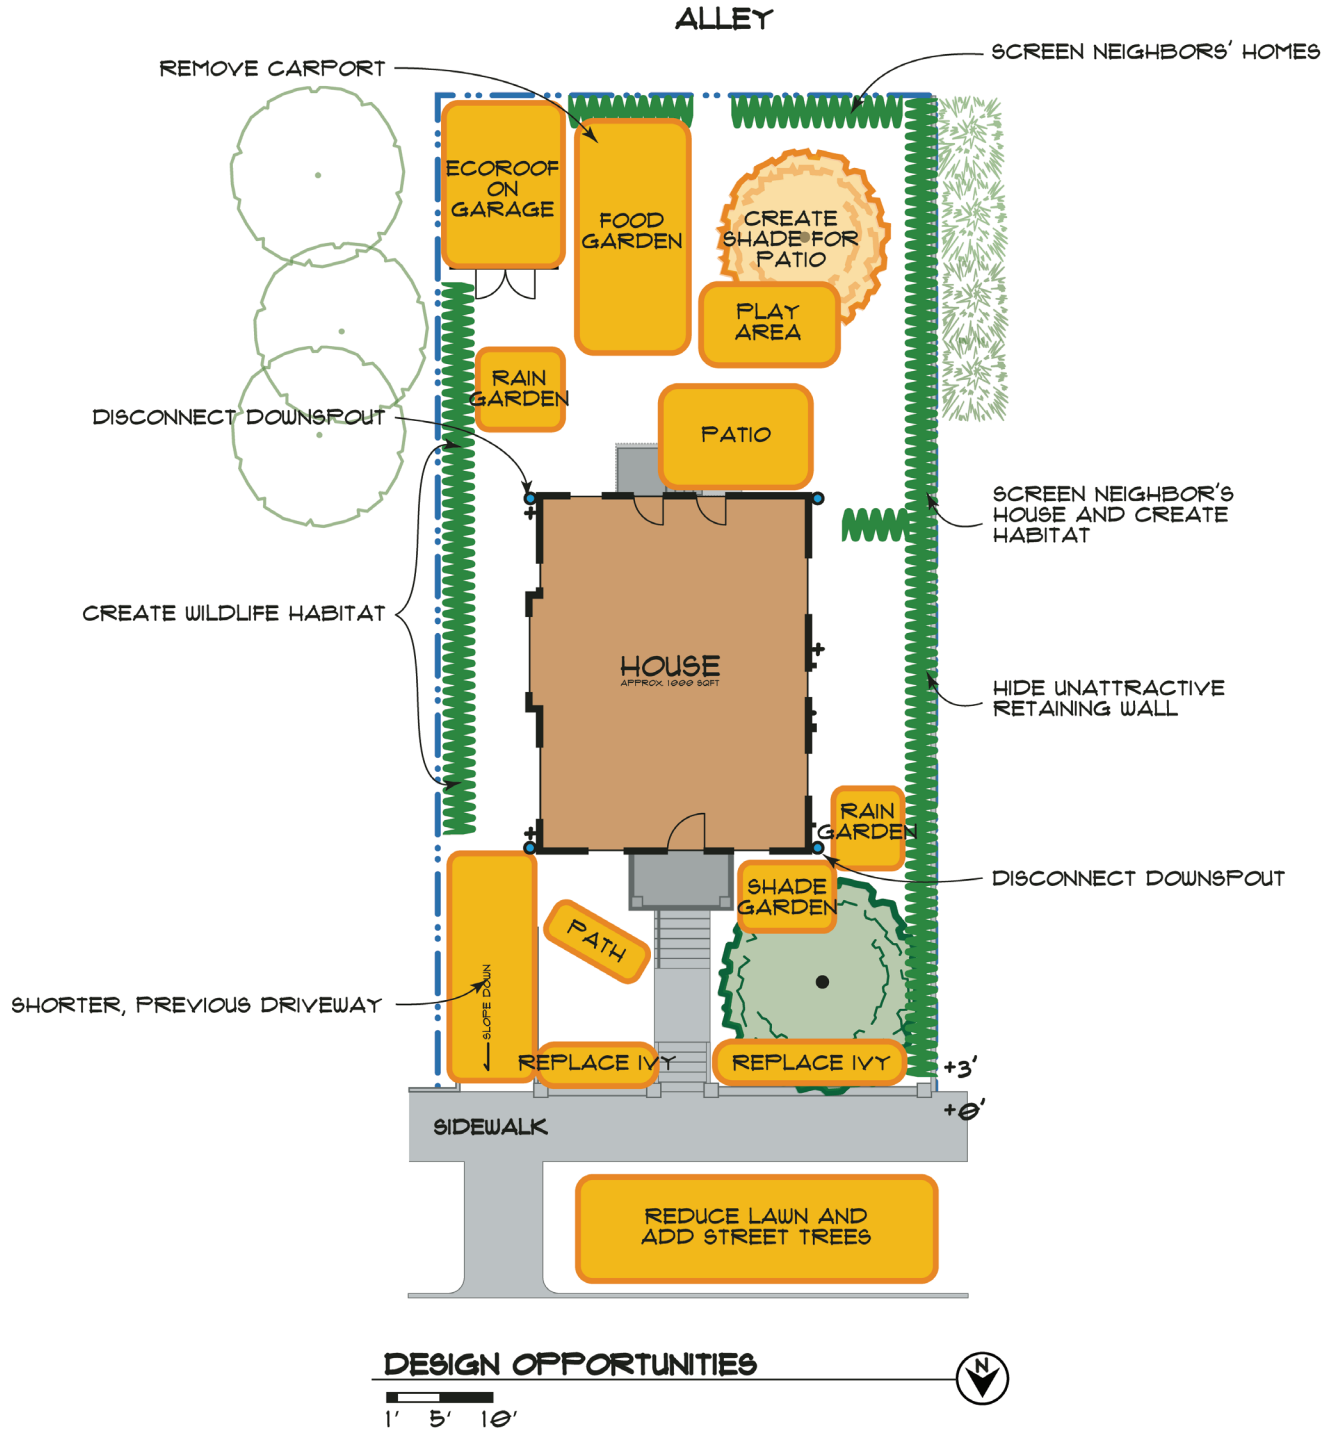 ALLEY
REMOVE CARPORT
SCREEN NEIGHBORS' HOMES
ECOROOF
ON
GARAGE
FOOD
GARDEN
CREATE
SHADE FOR
PATIO
PLAY
AREA
RAIN
GARDEN
DISCONNECT DOWNSPOUT
PATIO
SCREEN NEIGHBOR'S
HOUSE AND CREATE
HABITAT
CREATE WILDLIFE HABITAT
HOUSE
APPROX. 1000 SQFT
HIDE UNATTRACTIVE
RETAINING WALL
RAIN
GARDEN
DISCONNECT DOWNSPOUT
SHADE
GARDEN
PATH
SHORTER, PREVIOUS DRIVEWAY
SLOPE DOWN
REPLACE IVY
REPLACE IVY
+3'
+0'
SIDEWALK
REDUCE LAWN AND
ADD STREET TREES
DESIGN OPPORTUNITIES
N
1' 5' 10'